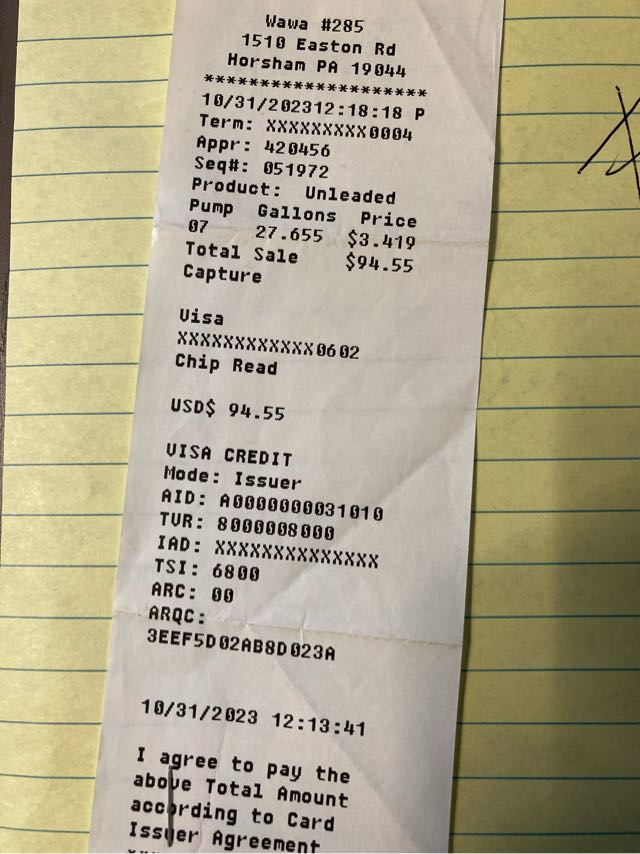 Wawa #285
1510 Easton Rd
Horsham PA 19044
********************
10/31/202312:18:18 P
Term: XXXXXXXXX0004
Appr: 420456
Seq#: 051972
Product: Unleaded
Pump Gallons Price
07 27.655 $3.419
Total Sale $94.55
Capture
Visa
XXXXXXXXXXXX0602
Chip Read
USD$ 94.55
VISA CREDIT
Mode: Issuer
AID: A0000000031010
TVR: 8000008000
IAD: XXXXXXXXXXXXXX
TSI: 6800
ARC: 00
ARQC:
3EEF5D02AB8D023A
10/31/2023 12:13:41
I agree to pay the
above Total Amount
according to Card
Issuer Agreement